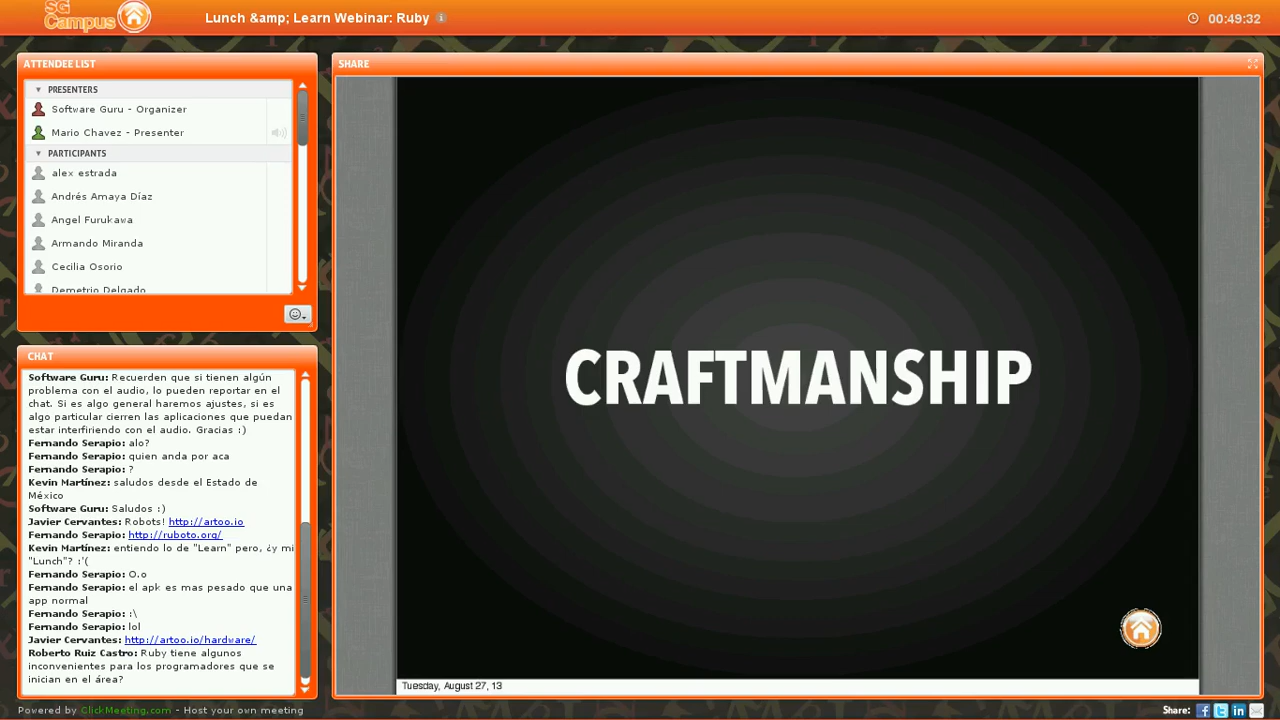 SG
Campus
Lunch &amp; Learn Webinar: Ruby
00:49:32
ATTENDEE LIST
PRESENTERS
Software Guru - Organizer
Mario Chavez - Presenter
PARTICIPANTS
alex estrada
Andrés Amaya Díaz
Angel Furukawa
Armando Miranda
Cecilia Osorio
Demetrio Delgado
CHAT
Software Guru: Recuerden que si tienen algún
problema con el audio, lo pueden reportar en el
chat. Si es algo general haremos ajustes, si es
algo particular cierren las aplicaciones que puedan
estar interfiriendo con el audio. Gracias :)
Fernando Serapio: alo?
Fernando Serapio: quien anda por aca
Fernando Serapio: ?
Kevin Martínez: saludos desde el Estado de
México
Software Guru: Saludos :)
Javier Cervantes: Robots! http://artoo.io
Fernando Serapio: http://ruboto.org/
Kevin Martínez: entiendo lo de "Learn" pero, ¿y mi
"Lunch"? :'(
Fernando Serapio: O.o
Fernando Serapio: el apk es mas pesado que una
app normal
Fernando Serapio: :\
Fernando Serapio: lol
Javier Cervantes: http://artoo.io/hardware/
Roberto Ruiz Castro: Ruby tiene algunos
inconvenientes para los programadores que se
inician en el área?
SHARE
CRAFTMANSHIP
Tuesday, August 27, 13
Powered by ClickMeeting.com - Host your own meeting
Share: